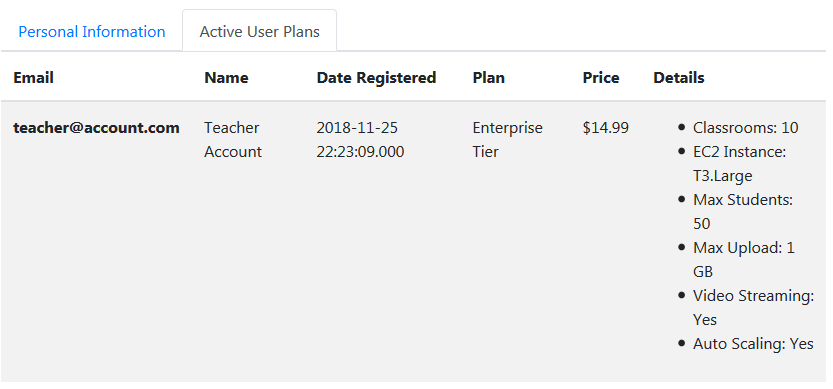 Personal Information Active User Plans
Email Name Date Registered Plan Price Details
teacher@account.com Teacher 2018-11-25 Enterprise $14.99 • Classrooms: 10
Account 22:23:09.000 Tier • EC2 Instance:
T3.Large
• Max Students:
50
• Max Upload: 1
GB
• Video Streaming:
Yes
• Auto Scaling: Yes